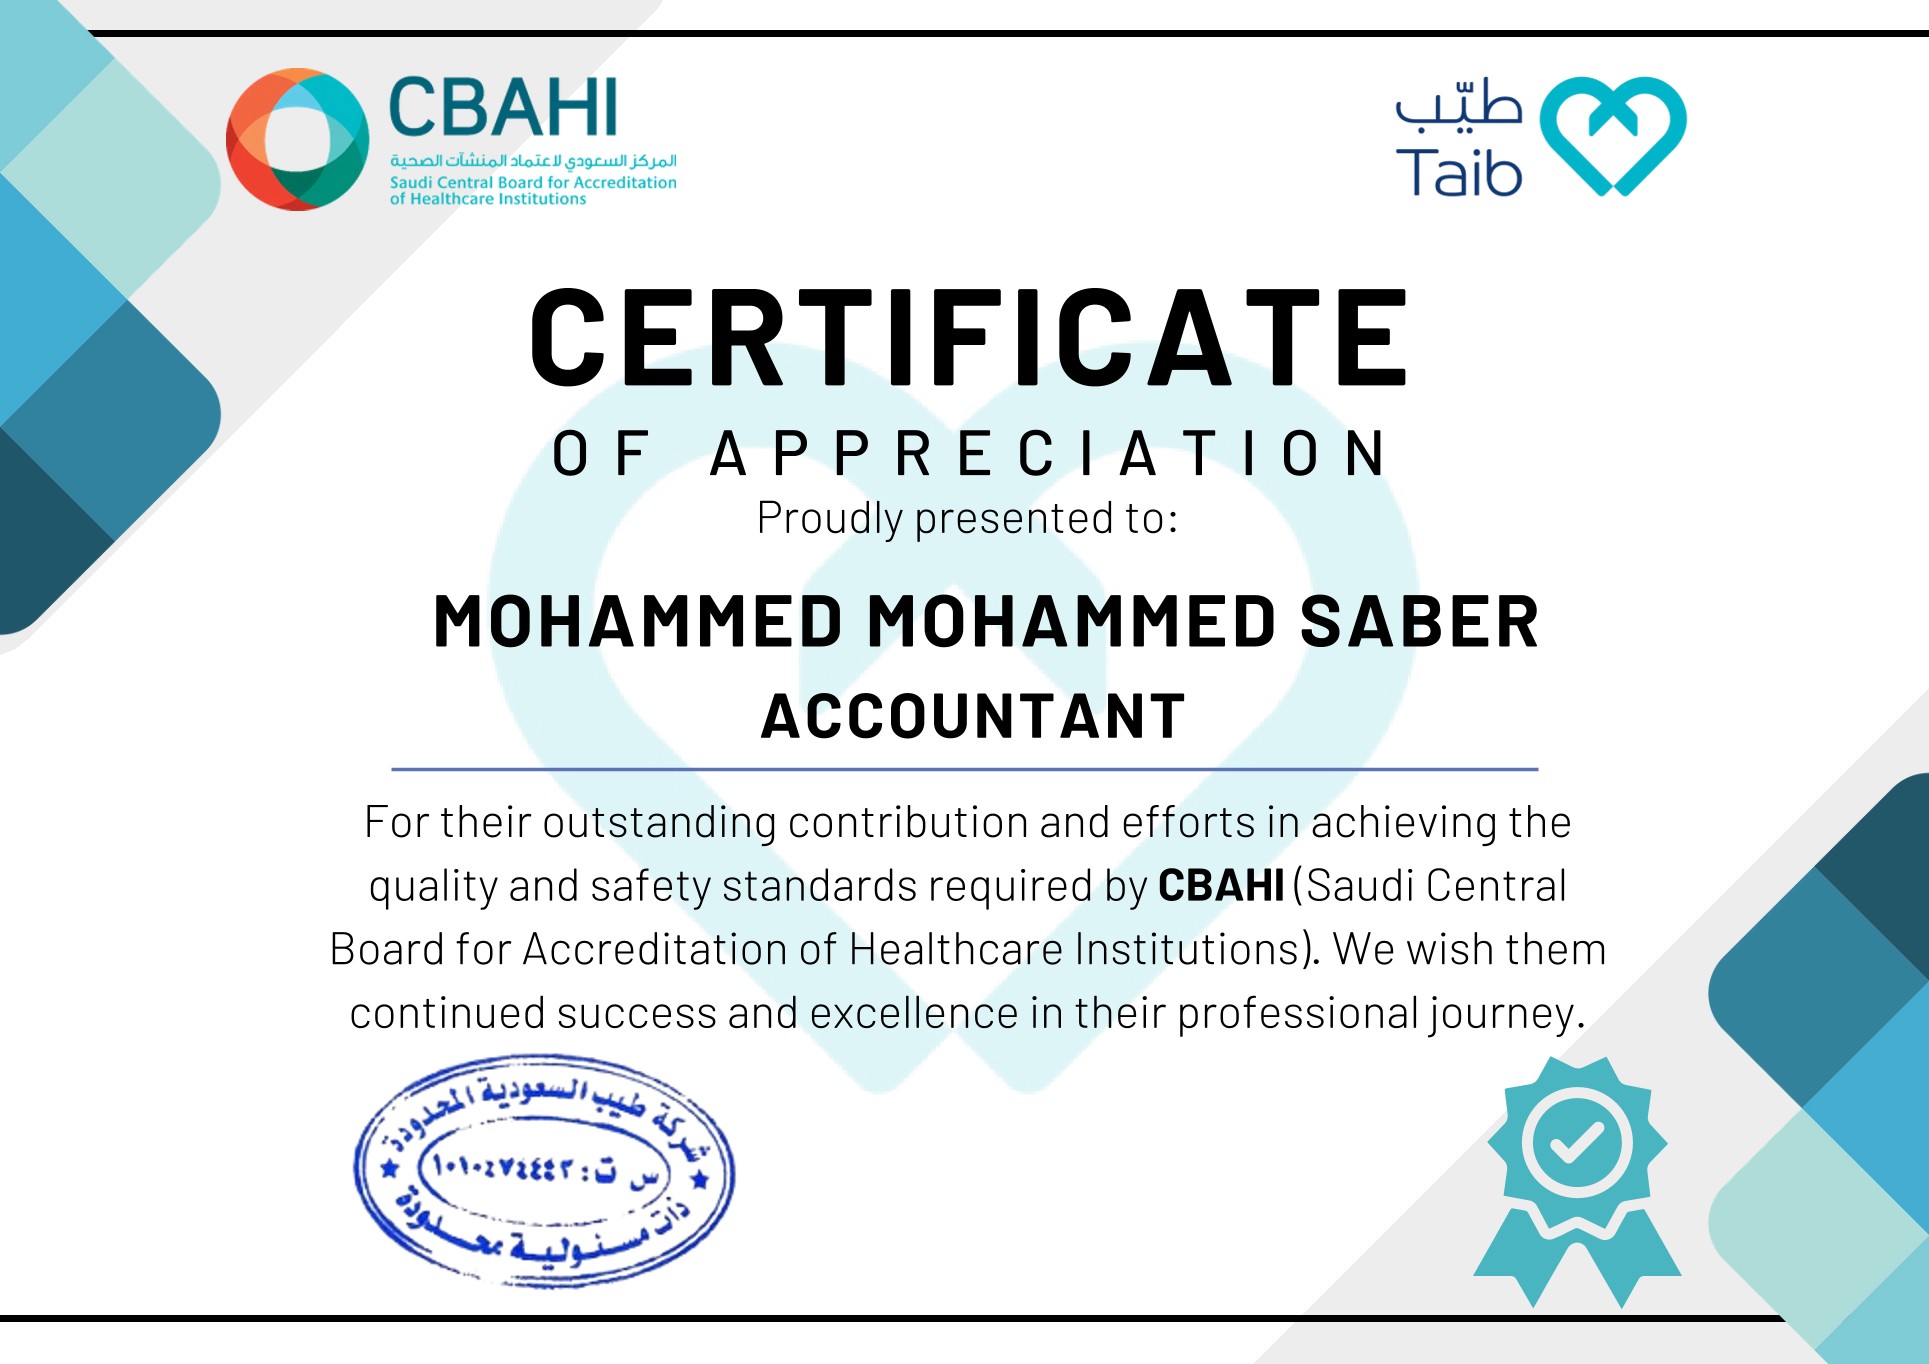 CBAHI
المركز السعودي لاعتماد المنشآت الصحية
Saudi Central Board for Accreditation
of Healthcare Institutions
طيّب
Taib
CERTIFICATE
OF APPRECIATION
Proudly presented to:
MOHAMMED MOHAMMED SABER
ACCOUNTANT
For their outstanding contribution and efforts in achieving the
quality and safety standards required by CBAHI (Saudi Central
Board for Accreditation of Healthcare Institutions). We wish them
continued success and excellence in their professional journey.
شركة طيب السعودية المحدودة
س ت:
ذات مسئولية محدودة